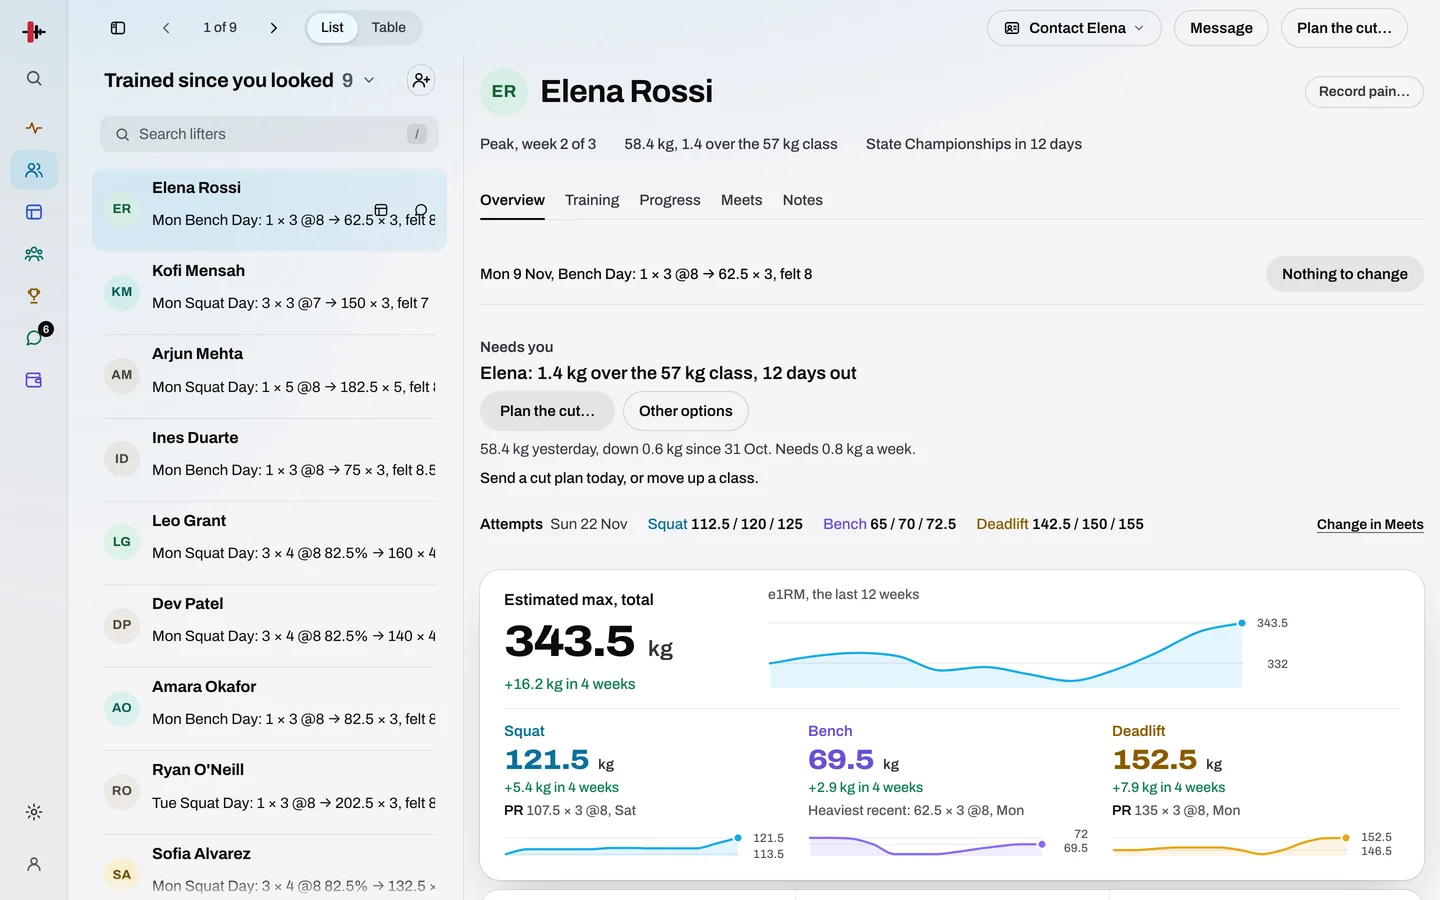 1 of 9
List
Table
Contact Elena
Message
Plan the cut…
Trained since you looked 9
Search lifters
/
6
ER
Elena Rossi
Mon Bench Day: 1 × 3 @8 → 62.5 × 3, felt 8
KM
Kofi Mensah
Mon Squat Day: 3 × 3 @7 → 150 × 3, felt 7
AM
Arjun Mehta
Mon Squat Day: 1 × 5 @8 → 182.5 × 5, felt
ID
Ines Duarte
Mon Bench Day: 1 × 3 @8 → 75 × 3, felt 8.5
LG
Leo Grant
Mon Squat Day: 3 × 4 @8 82.5% → 160 × 4
DP
Dev Patel
Mon Squat Day: 3 × 4 @8 82.5% → 140 × 4
AO
Amara Okafor
Mon Bench Day: 1 × 3 @8 → 82.5 × 3, felt 8
RO
Ryan O'Neill
Tue Squat Day: 1 × 3 @8 → 202.5 × 3, felt 8
SA
Sofia Alvarez
Mon Squat Day: 3 × 4 @8 82.5% → 132.5 ×
ER
Elena Rossi
Record pain…
Peak, week 2 of 3
58.4 kg, 1.4 over the 57 kg class
State Championships in 12 days
Overview
Training
Progress
Meets
Notes
Mon 9 Nov, Bench Day: 1 × 3 @8 → 62.5 × 3, felt 8
Nothing to change
Needs you
Elena: 1.4 kg over the 57 kg class, 12 days out
Plan the cut…
Other options
58.4 kg yesterday, down 0.6 kg since 31 Oct. Needs 0.8 kg a week.
Send a cut plan today, or move up a class.
Attempts Sun 22 Nov Squat 112.5 / 120 / 125 Bench 65 / 70 / 72.5 Deadlift 142.5 / 150 / 155
Change in Meets
Estimated max, total
343.5 kg
+16.2 kg in 4 weeks
e1RM, the last 12 weeks
343.5
332
Squat
121.5 kg
+5.4 kg in 4 weeks
PR 107.5 × 3 @8, Sat
121.5
113.5
Bench
69.5 kg
+2.9 kg in 4 weeks
Heaviest recent: 62.5 × 3 @8, Mon
72
69.5
Deadlift
152.5 kg
+7.9 kg in 4 weeks
PR 135 × 3 @8, Mon
152.5
146.5